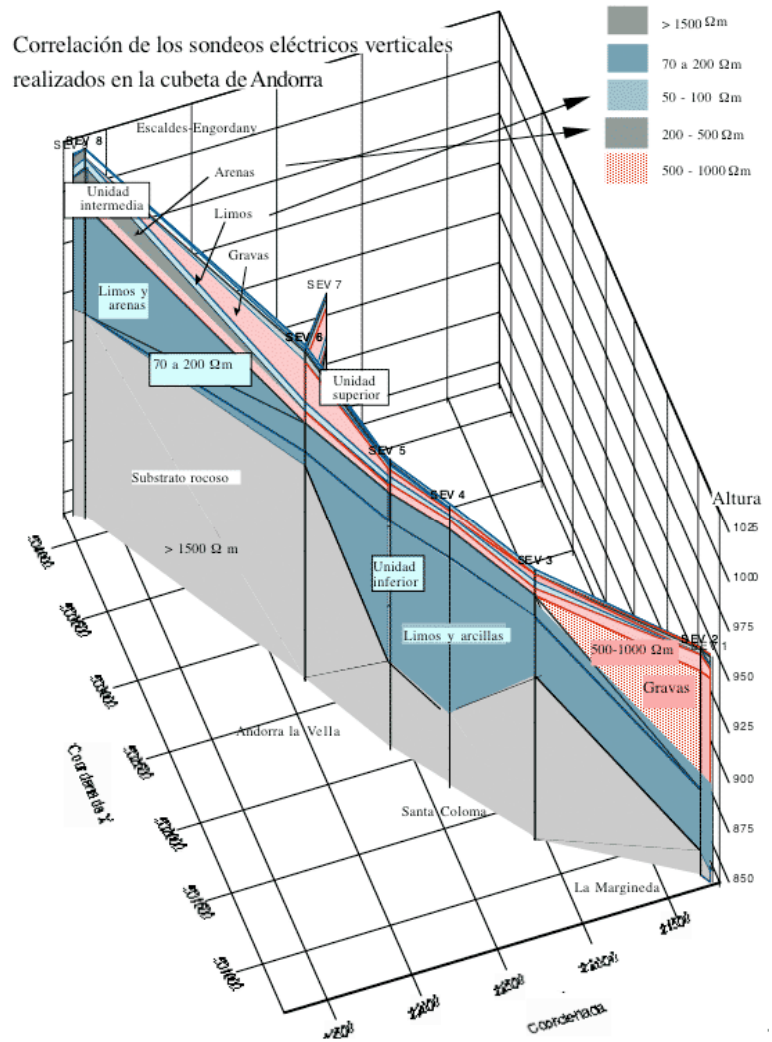 Correlación de los sondeos eléctricos verticales
realizados en la cubeta de Andorra
> 1500 Ωm
70 a 200 Ωm
50 - 100 Ωm
200 - 500 Ωm
500 - 1000 Ωm
Escaldes-Engordany
SEV 8
Arenas
Unidad
intermedia
Limos
Gravas
SEV 7
Limos y
arenas
SEV 6
70 a 200 Ωm
Unidad
superior
SEV 5
Substrato rocoso
SEV 4
Altura
1025
> 1500 Ω m
SEV 3
Unidad
inferior
1000
975
Limos y arcillas
SEV 2
500-1000 Ωm
950
Gravas
925
Andorra la Vella
900
Coordenada Y
Santa Coloma
875
La Margineda
850
Coordenada